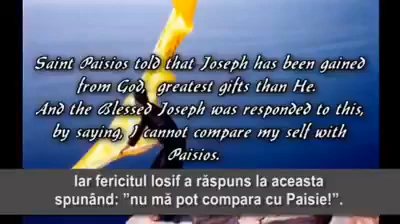 Saint Paisios told that Joseph has been gained
from God, greatest gifts than He.
And the Blessed Joseph was responded to this,
by saying, I cannot compare my self with
Paisios.
Iar fericitul Iosif a răspuns la aceasta
spunând: ”nu mă pot compara cu Paisie!”.